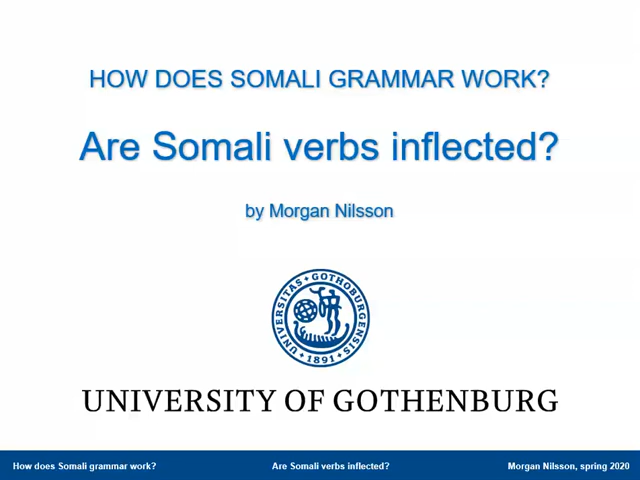 HOW DOES SOMALI GRAMMAR WORK?
Are Somali verbs inflected?
by Morgan Nilsson
UNIVERSITAS GOTHOBURGENSIS
1891
UNIVERSITY OF GOTHENBURG
How does Somali grammar work? Are Somali verbs inflected? Morgan Nilsson, spring 2020